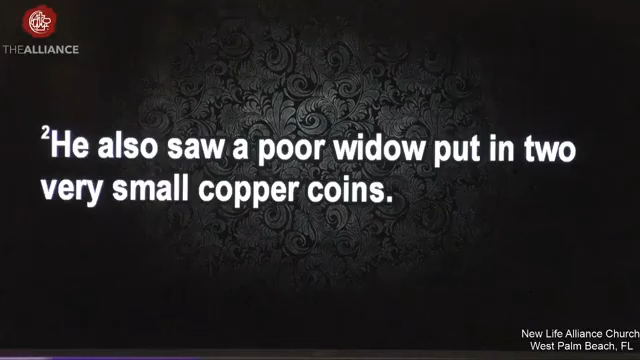 THEALLIANCE
²He also saw a poor widow put in two
very small copper coins.
New Life Alliance Church
West Palm Beach, FL